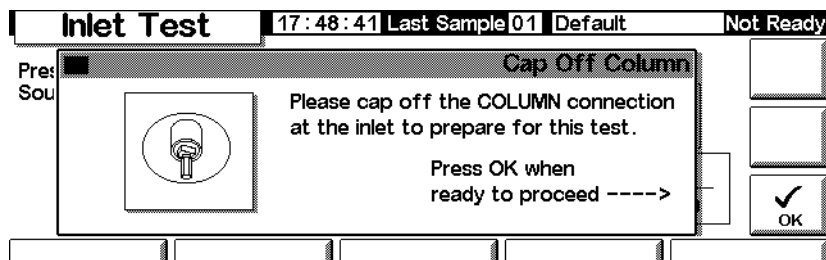 Inlet Test
17:48:41 Last Sample 01 Default Not Ready
Cap Off Column
Pres
Sou
Please cap off the COLUMN connection
at the inlet to prepare for this test.
Press OK when
ready to proceed ---->
OK